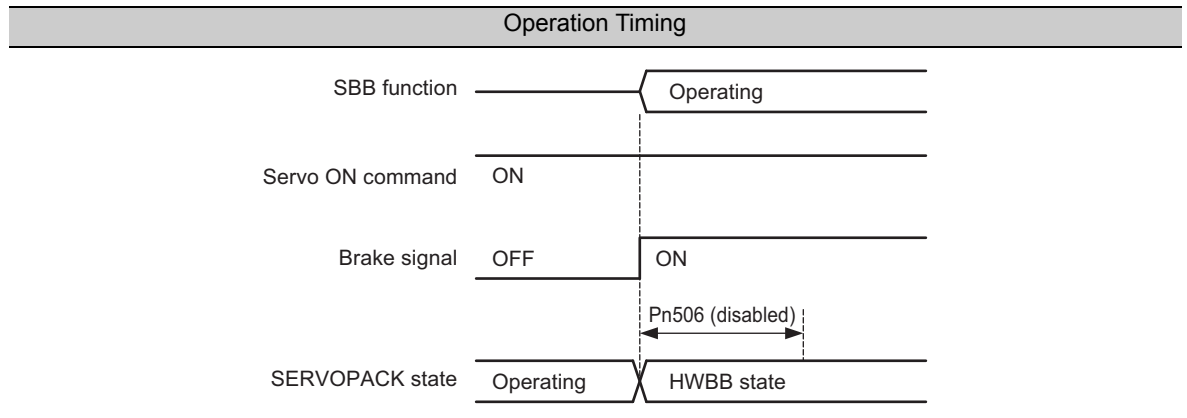 Operation Timing
SBB function
Operating
Servo ON command
ON
Brake signal
OFF
ON
Pn506 (disabled)
SERVOPACK state
Operating
HWBB state